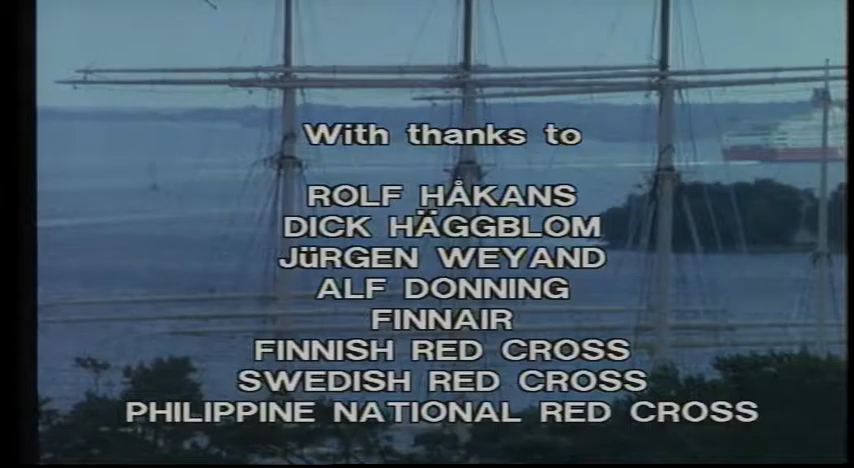 With thanks to
ROLF HÅKANS
DICK HÄGGBLOM
JüRGEN WEYAND
ALF DONNING
FINNAIR
FINNISH RED CROSS
SWEDISH RED CROSS
PHILIPPINE NATIONAL RED CROSS